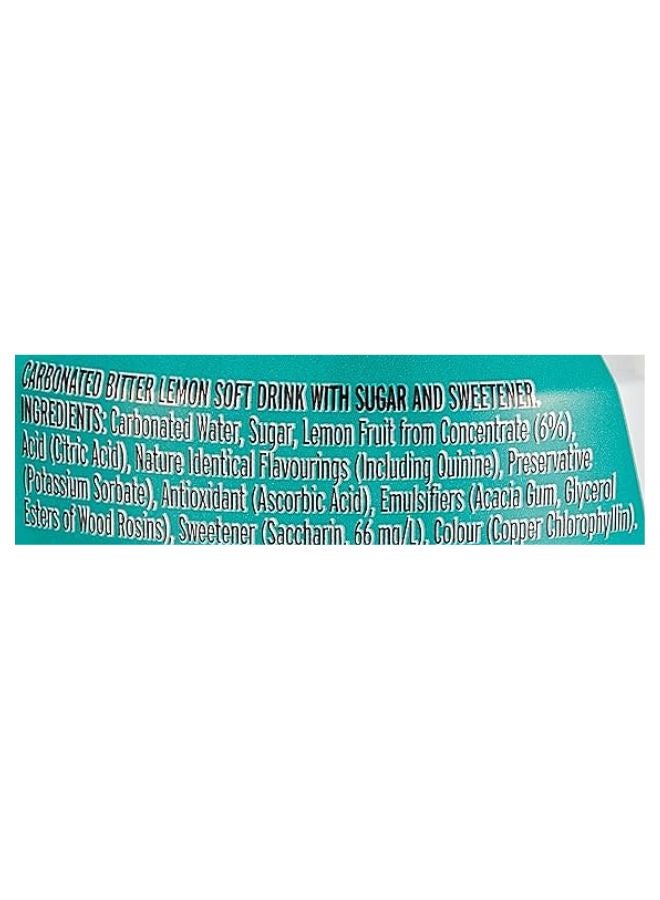 CARBONATED BITTER LEMON SOFT DRINK WITH SUGAR AND SWEETENER.
INGREDIENTS: Carbonated Water, Sugar, Lemon Fruit from Concentrate (6%),
Acid (Citric Acid), Nature Identical Flavourings (Including Quinine), Preservative
(Potassium Sorbate), Antioxidant (Ascorbic Acid), Emulsifiers (Acacia Gum, Glycerol
Esters of Wood Rosins), Sweetener (Saccharin, 66 mg/L), Colour (Copper Chlorophyllin).